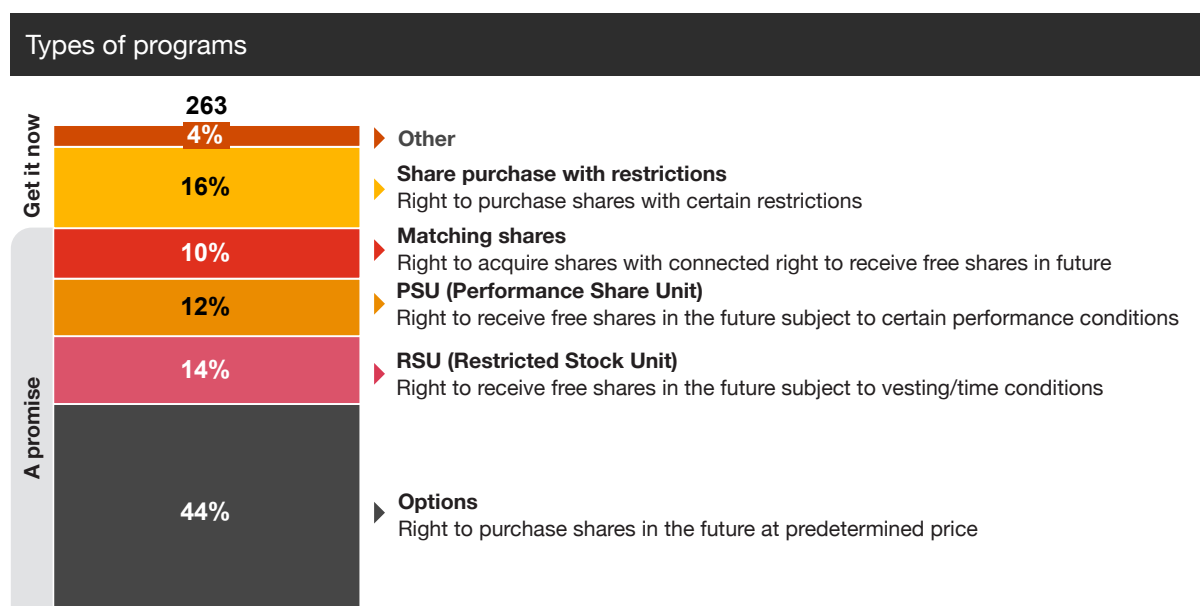 Types of programs
263
Get it now
4%
Other
16%
Share purchase with restrictions
Right to purchase shares with certain restrictions
A promise
10%
Matching shares
Right to acquire shares with connected right to receive free shares in future
12%
PSU (Performance Share Unit)
Right to receive free shares in the future subject to certain performance conditions
14%
RSU (Restricted Stock Unit)
Right to receive free shares in the future subject to vesting/time conditions
44%
Options
Right to purchase shares in the future at predetermined price